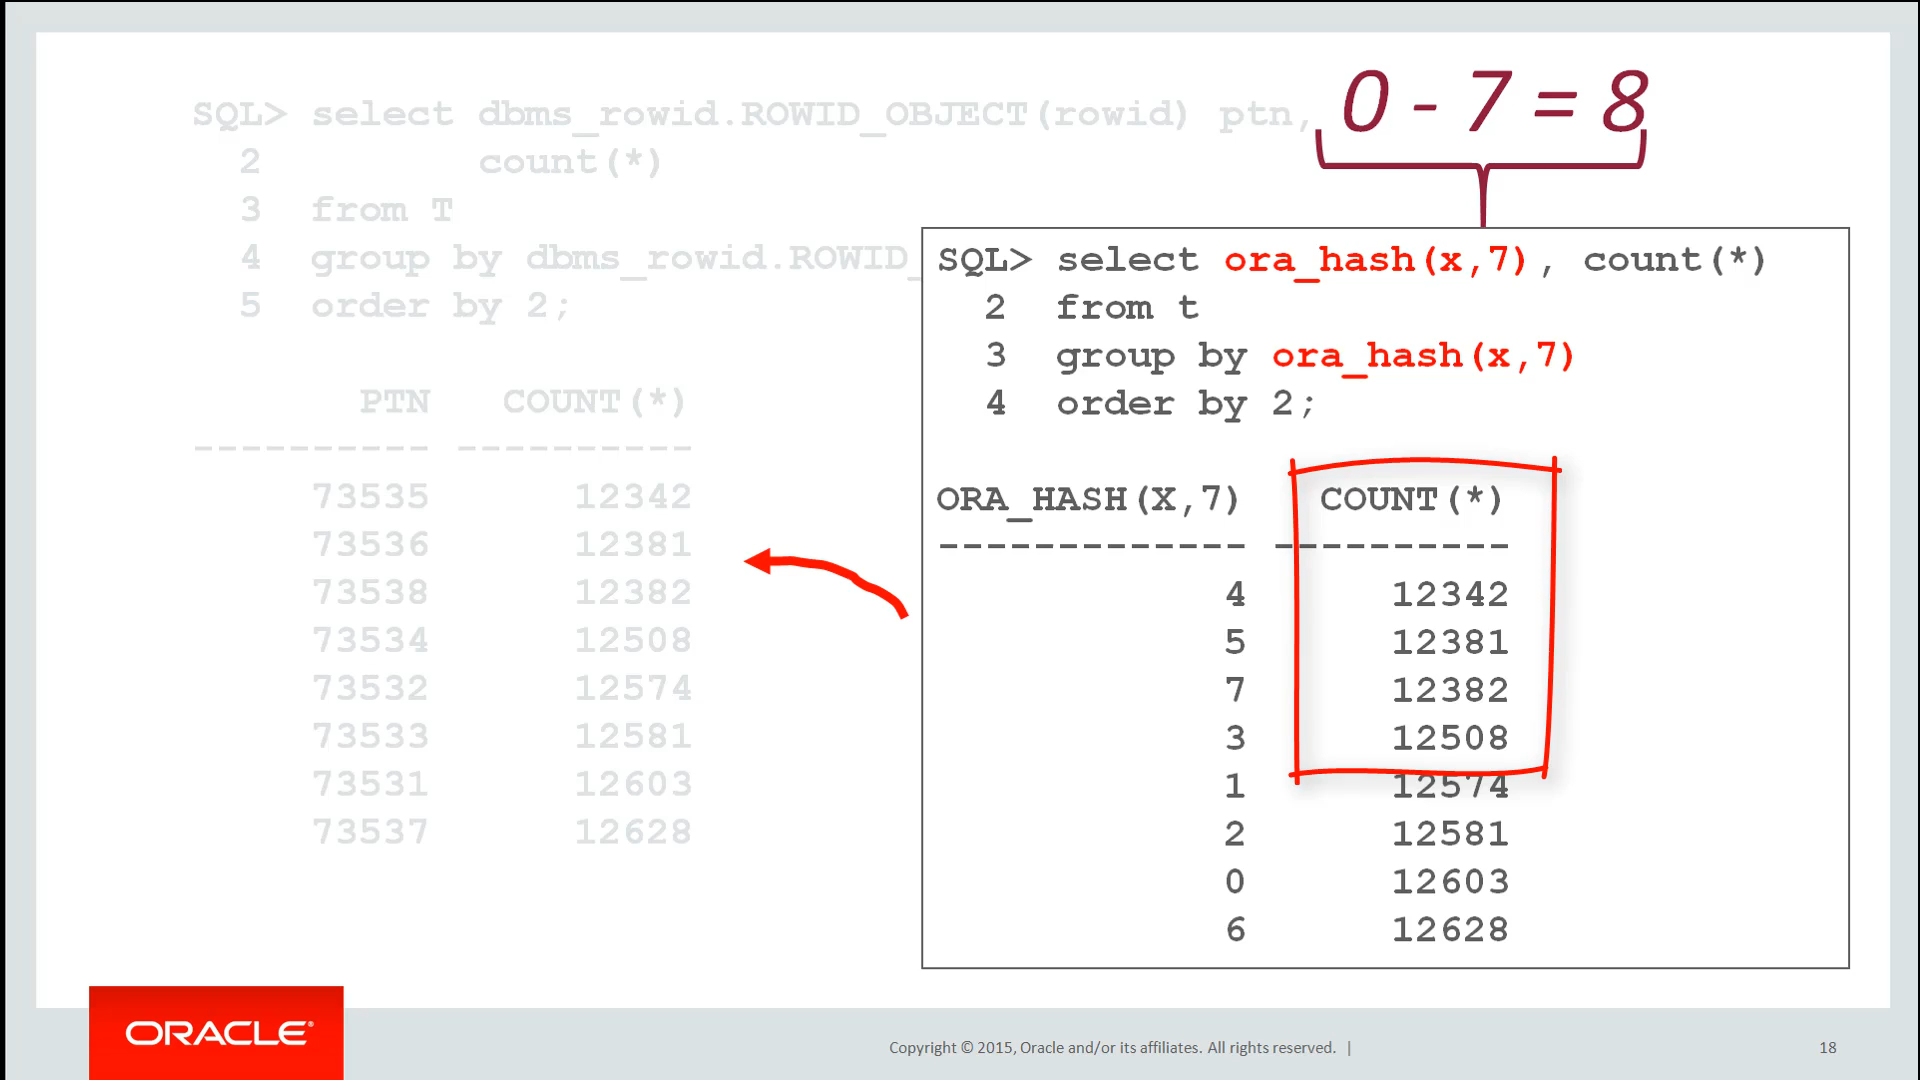 0 - 7 = 8
SQL> select dbms_rowid.ROWID_OBJECT(rowid) ptn,
  2         count(*)
  3  from T
  4  group by dbms_rowid.ROWID_
  5  order by 2;
PTN COUNT(*)
---------- ----------
73535 12342
73536 12381
73538 12382
73534 12508
73532 12574
73533 12581
73531 12603
73537 12628
SQL> select ora_hash(x,7), count(*)
  2  from t
  3  group by ora_hash(x,7)
  4  order by 2;
ORA_HASH(X,7) COUNT(*)
------------- ----------
4 12342
5 12381
7 12382
3 12508
1 12574
2 12581
0 12603
6 12628
ORACLE®
Copyright © 2015, Oracle and/or its affiliates. All rights reserved. |
18